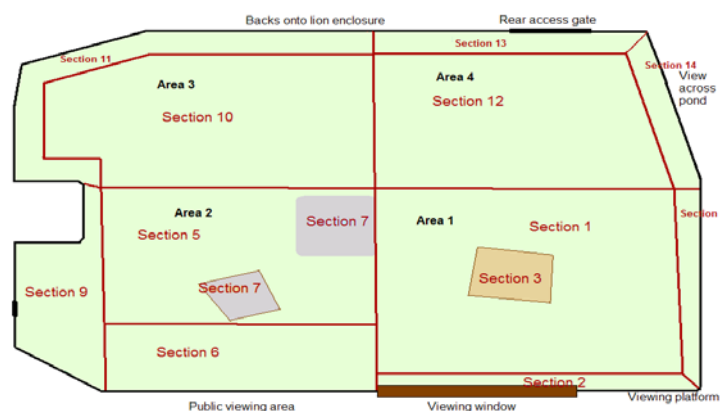 Backs onto lion enclosure
Rear access gate
Section 13
Section 11
Section 14
View
across
pond
Area 3
Area 4
Section 10
Section 12
Area 2
Section 7
Area 1
Section 1
Section
Section 5
Section 3
Section 7
Section 9
Section 6
Section 2
Public viewing area
Viewing window
Viewing platform